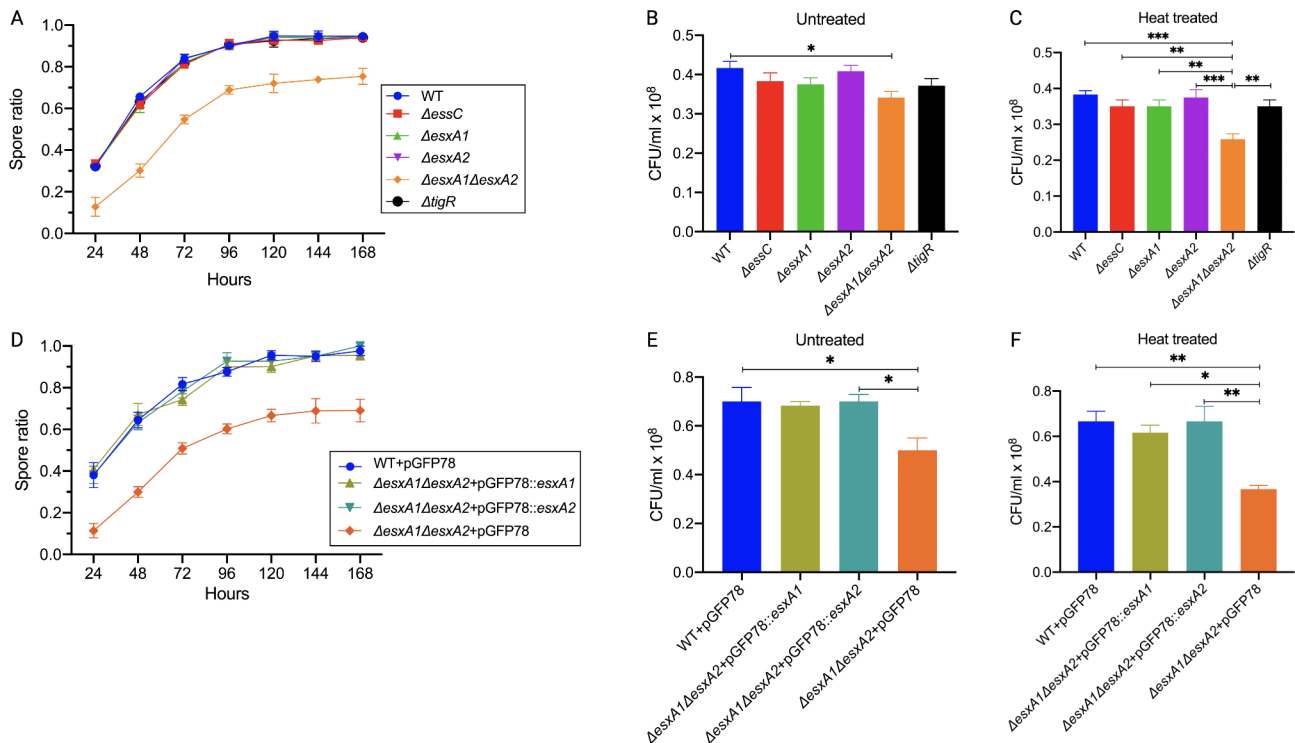 A
Spore ratio
1.0
0.8
0.6
0.4
0.2
0.0
24 48 72 96 120 144 168
Hours
WT
ΔessC
ΔesxA1
ΔesxA2
ΔesxA1ΔesxA2
ΔtigR
B
Untreated
CFU/ml x 10⁸
0.5
0.4
0.3
0.4
0.1
0.0
*
WT
ΔessC
ΔesxA1
ΔesxA2
ΔesxA1ΔesxA2
ΔtigR
C
Heat treated
CFU/ml x 10⁸
0.5
0.4
0.3
0.4
0.1
0.0
***
**
**
***
**
WT
ΔessC
ΔesxA1
ΔesxA2
ΔesxA1ΔesxA2
ΔtigR
D
Spore ratio
1.0
0.8
0.6
0.4
0.2
0.0
24 48 72 96 120 144 168
Hours
WT+pGFP78
ΔesxA1ΔesxA2+pGFP78::esxA1
ΔesxA1ΔesxA2+pGFP78::esxA2
ΔesxA1ΔesxA2+pGFP78
E
Untreated
CFU/ml x 10⁸
0.8
0.6
0.4
0.2
0.0
*
*
WT+pGFP78
ΔesxA1ΔesxA2+pGFP78::esxA1
ΔesxA1ΔesxA2+pGFP78::esxA2
ΔesxA1ΔesxA2+pGFP78
F
Heat treated
CFU/ml x 10⁸
0.8
0.6
0.4
0.2
0.0
**
*
**
WT+pGFP78
ΔesxA1ΔesxA2+pGFP78::esxA1
ΔesxA1ΔesxA2+pGFP78::esxA2
ΔesxA1ΔesxA2+pGFP78